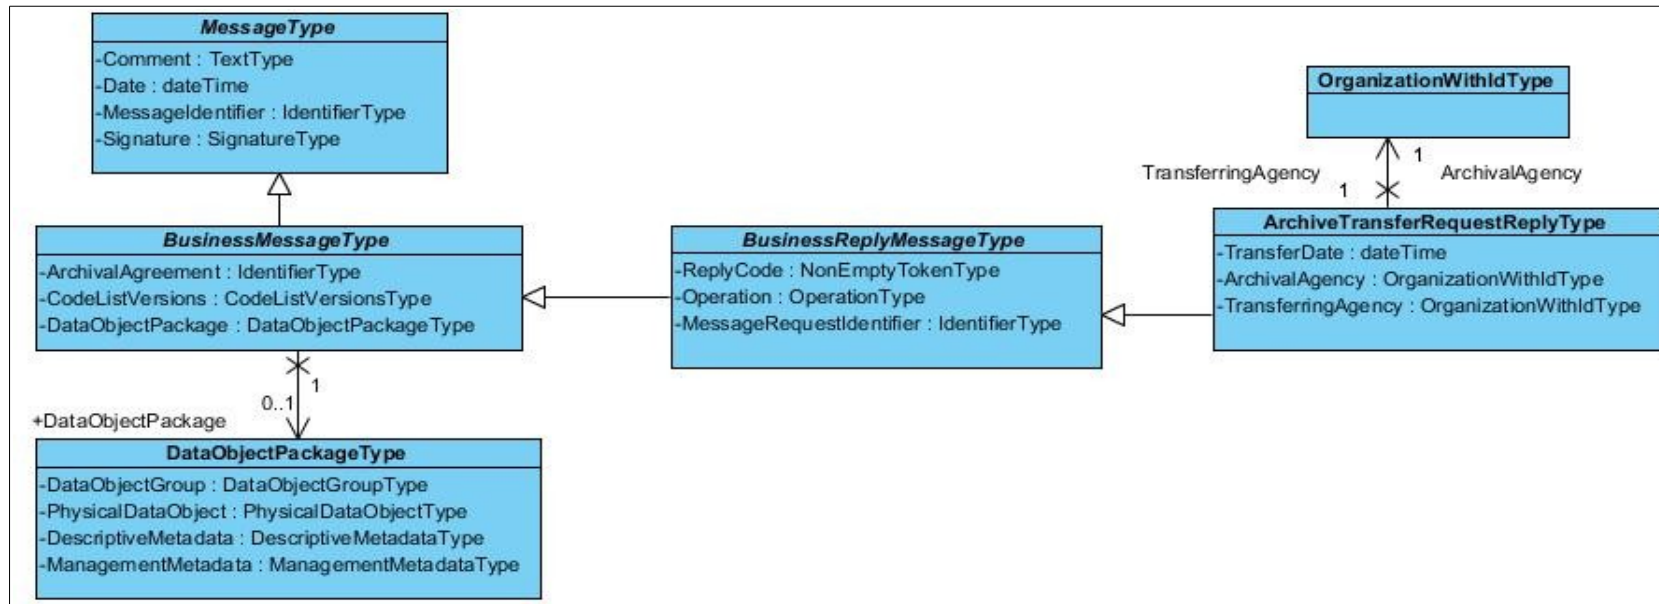 MessageType
-Comment : TextType
-Date : dateTime
-MessageIdentifier : IdentifierType
-Signature : SignatureType
OrganizationWithIdType
1
TransferringAgency
ArchivalAgency
1
BusinessMessageType
-ArchivalAgreement : IdentifierType
-CodeListVersions : CodeListVersionsType
-DataObjectPackage : DataObjectPackageType
BusinessReplyMessageType
-ReplyCode : NonEmptyTokenType
-Operation : OperationType
-MessageRequestIdentifier : IdentifierType
ArchiveTransferRequestReplyType
-TransferDate : dateTime
-ArchivalAgency : OrganizationWithIdType
-TransferringAgency : OrganizationWithIdType
1
0..1
+DataObjectPackage
DataObjectPackageType
-DataObjectGroup : DataObjectGroupType
-PhysicalDataObject : PhysicalDataObjectType
-DescriptiveMetadata : DescriptiveMetadataType
-ManagementMetadata : ManagementMetadataType